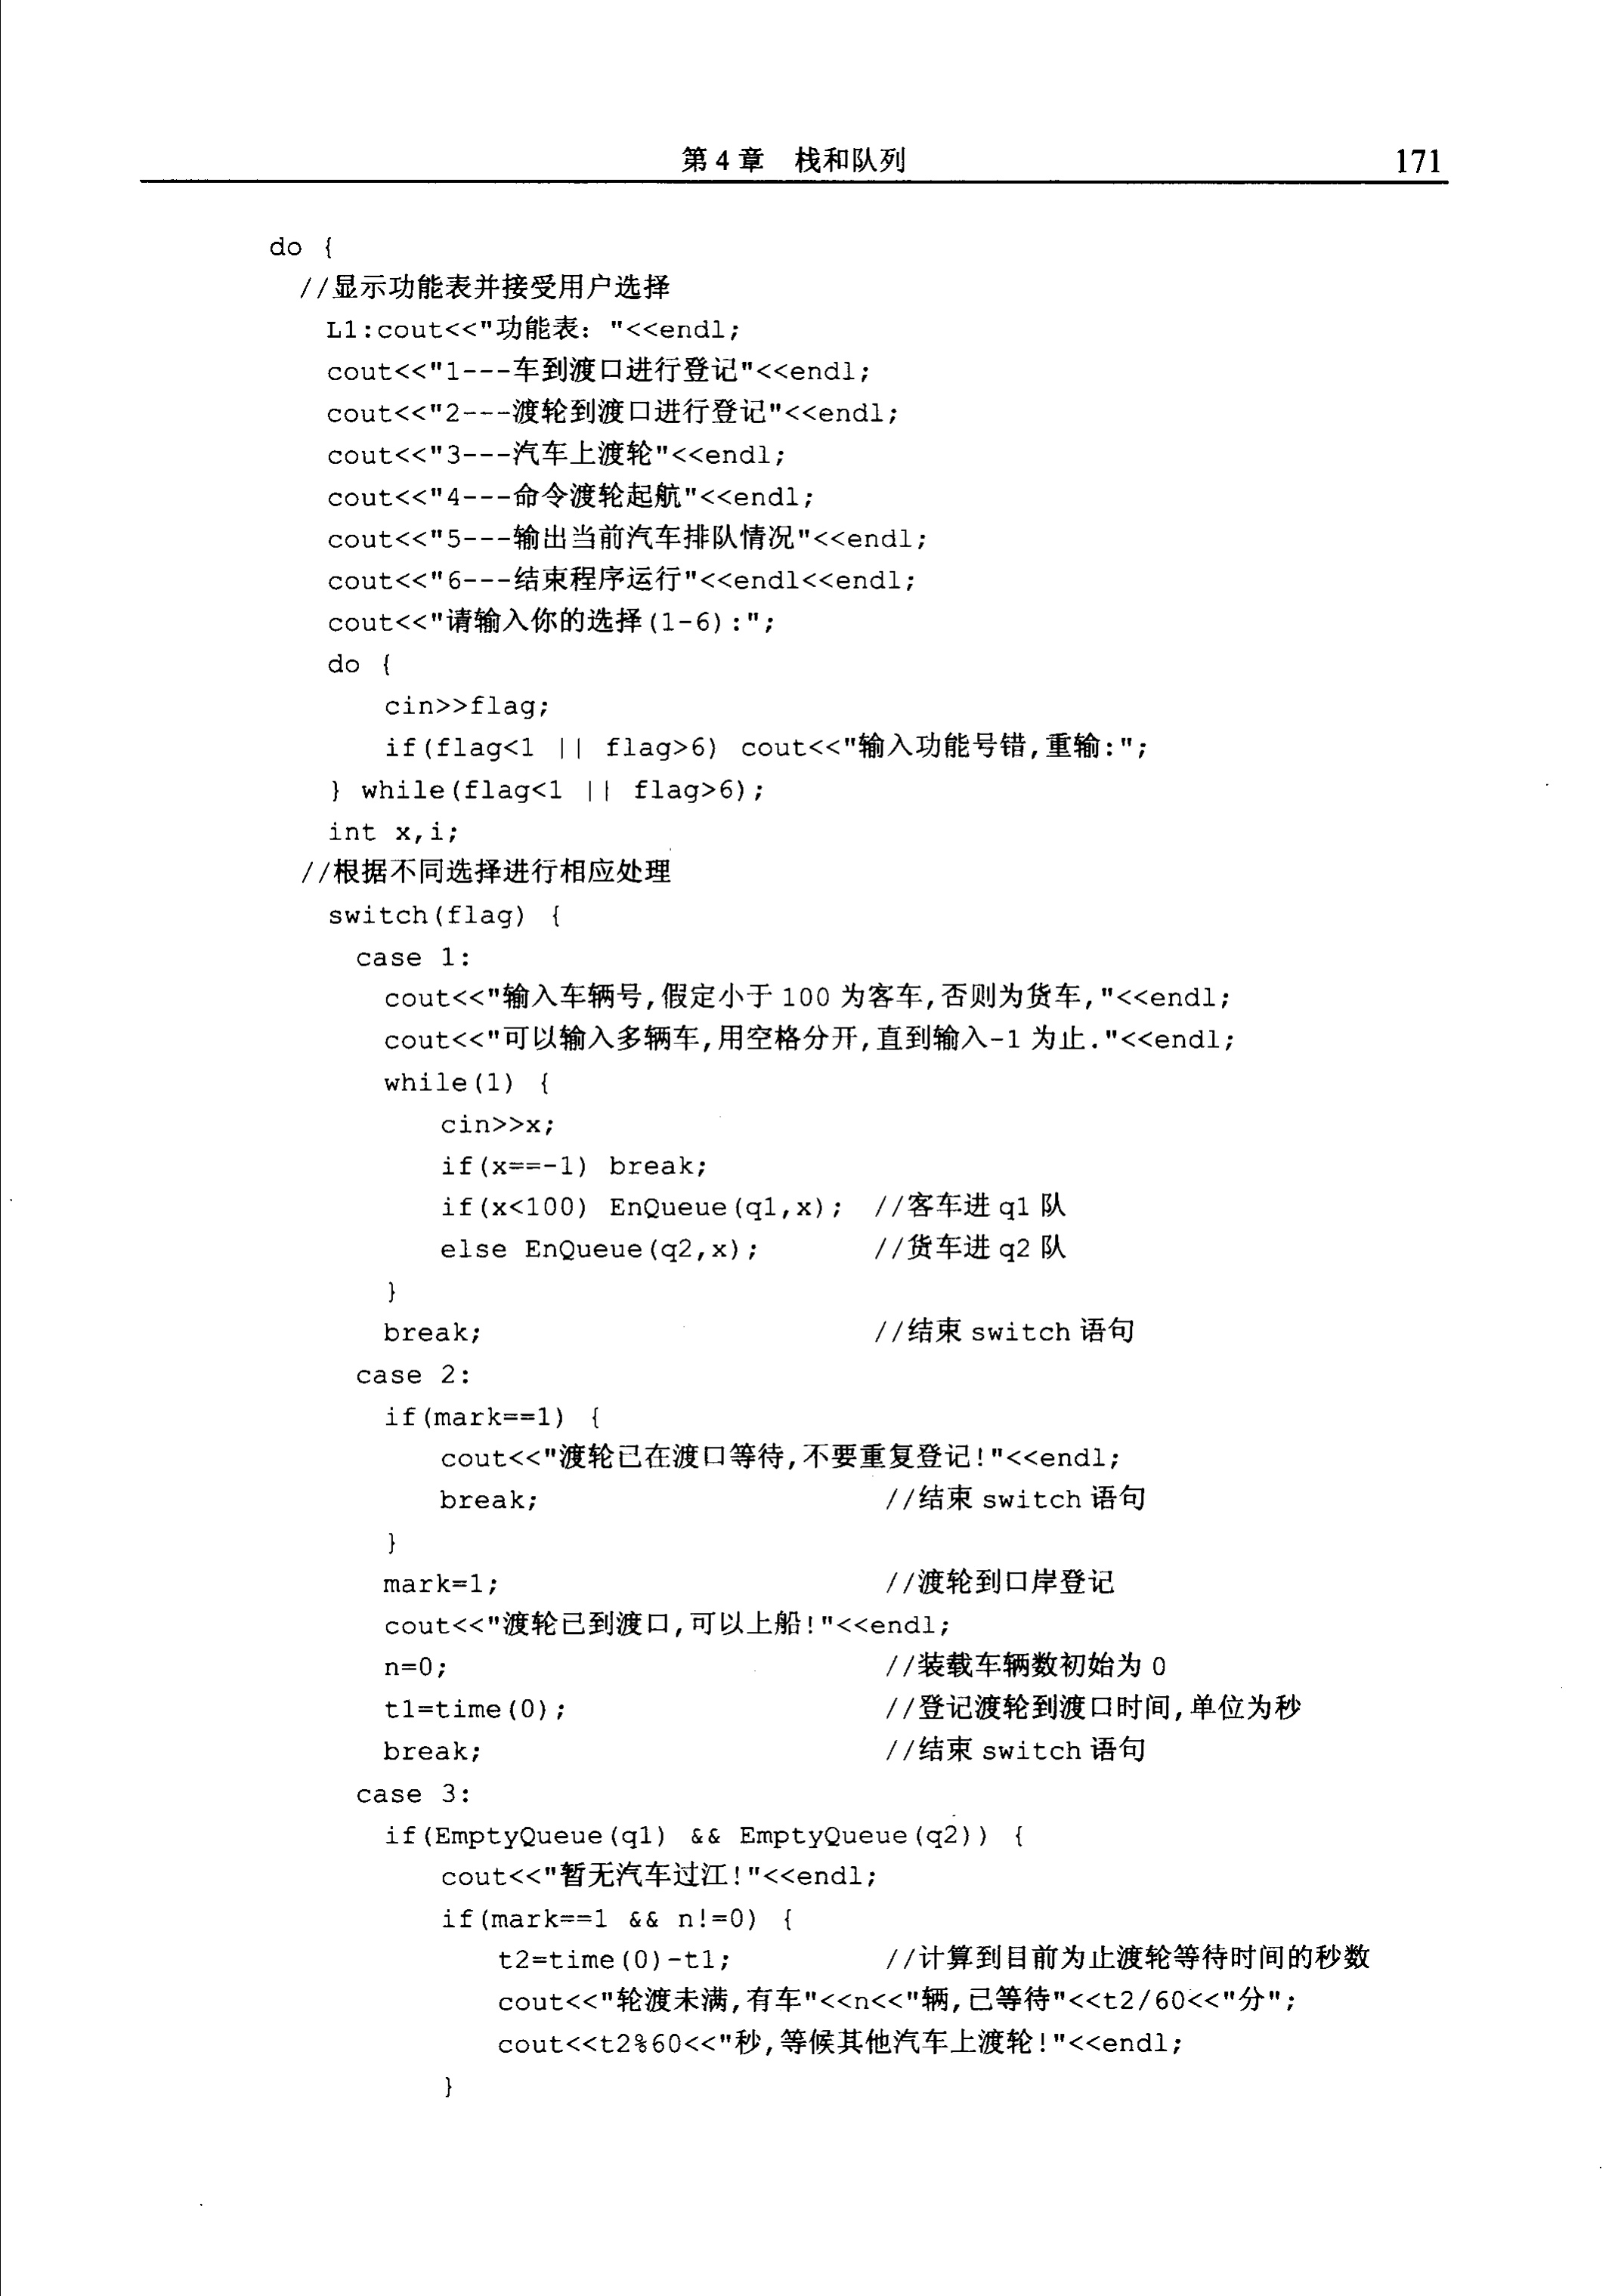 第 4 章　栈和队列　171
do {
//显示功能表并接受用户选择
L1:cout<<"功能表: "<<endl;
cout<<"1---车到渡口进行登记"<<endl;
cout<<"2---渡轮到渡口进行登记"<<endl;
cout<<"3---汽车上渡轮"<<endl;
cout<<"4---命令渡轮起航"<<endl;
cout<<"5---输出当前汽车排队情况"<<endl;
cout<<"6---结束程序运行"<<endl<<endl;
cout<<"请输入你的选择(1-6):";
do {
cin>>flag;
if(flag<1 || flag>6) cout<<"输入功能号错,重输:";
} while(flag<1 || flag>6);
int x,i;
//根据不同选择进行相应处理
switch(flag) {
case 1:
cout<<"输入车辆号,假定小于 100 为客车,否则为货车,"<<endl;
cout<<"可以输入多辆车,用空格分开,直到输入-1 为止."<<endl;
while(1) {
cin>>x;
if(x==-1) break;
if(x<100) EnQueue(q1,x); //客车进 q1 队
else EnQueue(q2,x); //货车进 q2 队
}
break; //结束 switch 语句
case 2:
if(mark==1) {
cout<<"渡轮已在渡口等待,不要重复登记!"<<endl;
break; //结束 switch 语句
}
mark=1; //渡轮到口岸登记
cout<<"渡轮已到渡口,可以上船!"<<endl;
n=0; //装载车辆数初始为 0
t1=time(0); //登记渡轮到渡口时间,单位为秒
break; //结束 switch 语句
case 3:
if(EmptyQueue(q1) && EmptyQueue(q2)) {
cout<<"暂无汽车过江!"<<endl;
if(mark==1 && n!=0) {
t2=time(0)-t1; //计算到目前为止渡轮等待时间的秒数
cout<<"轮渡未满,有车"<<n<<"辆,已等待"<<t2/60<<"分";
cout<<t2%60<<"秒,等候其他汽车上渡轮!"<<endl;
}